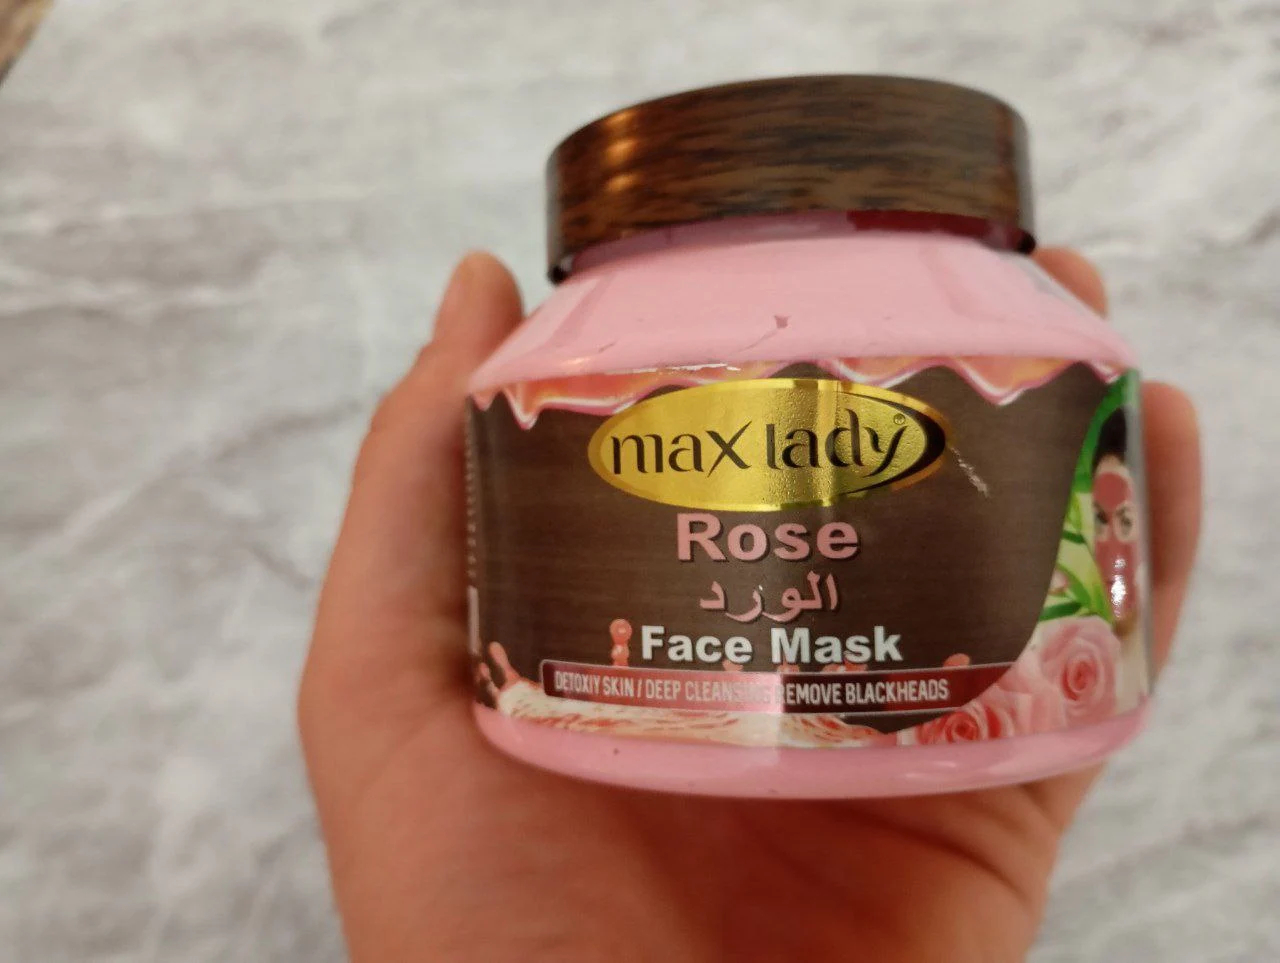 max lady®
Rose
الورد
Face Mask
DETOXIY SKIN / DEEP CLEANSING REMOVE BLACKHEADS